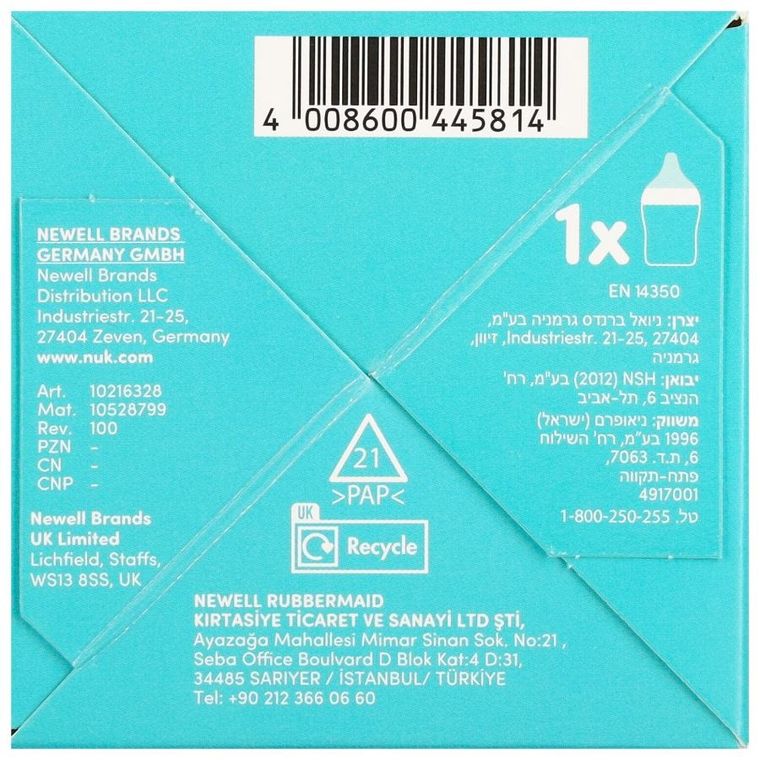 4 008600 445814
NEWELL BRANDS
GERMANY GMBH
Newell Brands
Distribution LLC
Industriestr. 21-25,
27404 Zeven, Germany
www.nuk.com
Art. 10216328
Mat. 10528799
Rev. 100
PZN -
CN -
CNP -
Newell Brands
UK Limited
Lichfield, Staffs,
WS13 8SS, UK
1x
EN 14350
יצרן: ניואל ברנדס גרמניה בע"מ,
Industriestr. 21-25, 27404, זיוון,
גרמניה
יבואן: NSH (2012) בע"מ, רח'
הנציב 6, תל-אביב
משווק: ניאופרם (ישראל)
1996 בע"מ, רח' השילוח
6, ת.ד. 7063,
פתח-תקווה
4917001
טל. 1-800-250-255
21
>PAP<
UK
Recycle
NEWELL RUBBERMAID
KIRTASİYE TİCARET VE SANAYİ LTD ŞTİ,
Ayazağa Mahallesi Mimar Sinan Sok. No:21 ,
Seba Office Boulvard D Blok Kat:4 D:31,
34485 SARIYER / İSTANBUL/ TÜRKİYE
Tel: +90 212 366 06 60